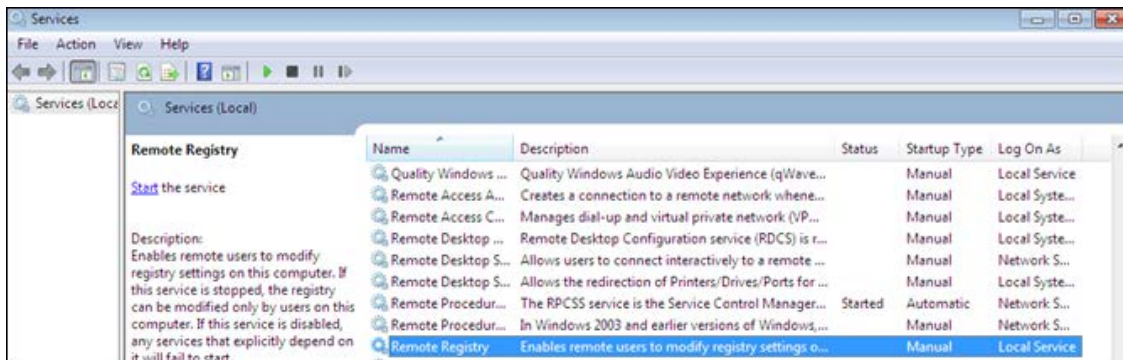 Services
File Action View Help
Services (Loca
Services (Local)
Remote Registry
Start the service
Description:
Enables remote users to modify
registry settings on this computer. If
this service is stopped, the registry
can be modified only by users on this
computer. If this service is disabled,
any services that explicitly depend on
it will fail to start.
Name Description Status Startup Type Log On As
Quality Windows ... Quality Windows Audio Video Experience (qWave... Manual Local Service
Remote Access A... Creates a connection to a remote network whene... Manual Local Syste...
Remote Access C... Manages dial-up and virtual private network (VP... Manual Local Syste...
Remote Desktop ... Remote Desktop Configuration service (RDCS) is r... Manual Local Syste...
Remote Desktop S... Allows users to connect interactively to a remote ... Manual Network S...
Remote Desktop S... Allows the redirection of Printers/Drives/Ports for ... Manual Local Syste...
Remote Procedur... The RPCSS service is the Service Control Manager... Started Automatic Network S...
Remote Procedur... In Windows 2003 and earlier versions of Windows,... Manual Network S...
Remote Registry Enables remote users to modify registry settings o... Manual Local Service